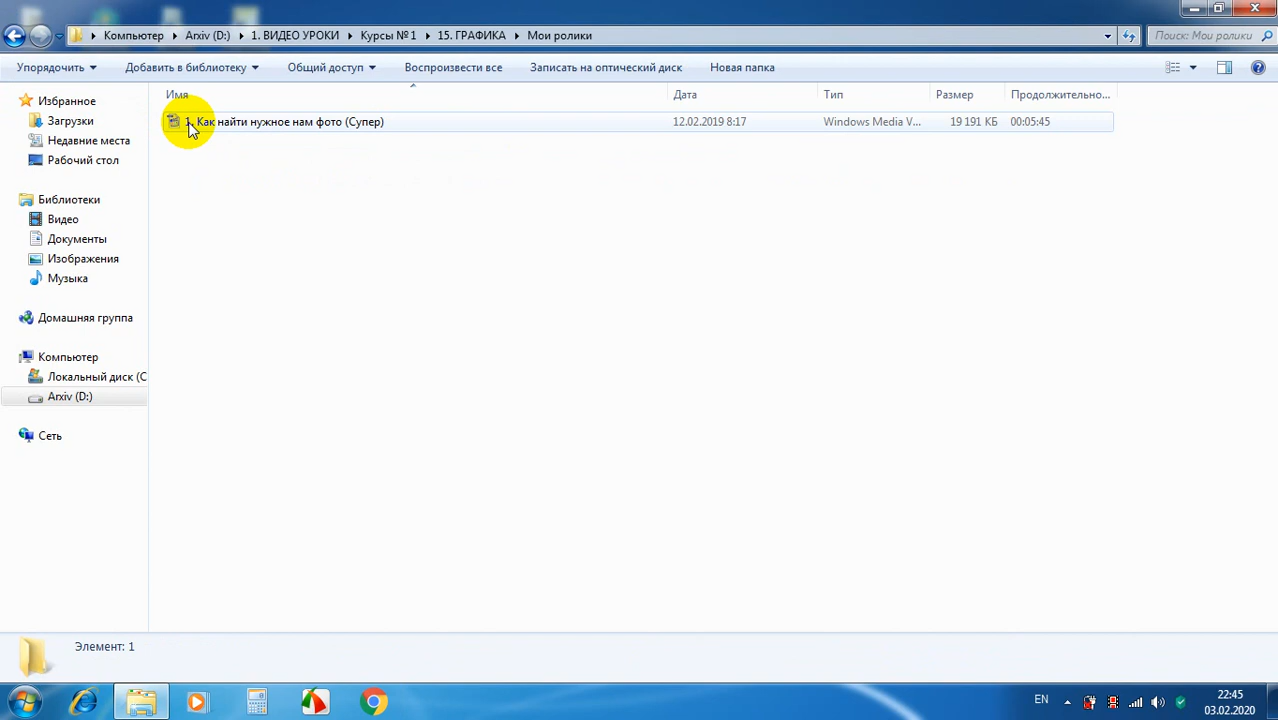 Компьютер Arxiv (D:) 1. ВИДЕО УРОКИ Курсы №1 15. ГРАФИКА Мои ролики
Поиск: Мои ролики
Упорядочить Добавить в библиотеку Общий доступ Воспроизвести все Записать на оптический диск Новая папка
Имя Дата Тип Размер Продолжительно...
1. Как найти нужное нам фото (Супер) 12.02.2019 8:17 Windows Media V... 19 191 КБ 00:05:45
Избранное
Загрузки
Недавние места
Рабочий стол
Библиотеки
Видео
Документы
Изображения
Музыка
Домашняя группа
Компьютер
Локальный диск (C
Arxiv (D:)
Сеть
Элемент: 1
EN
22:45
03.02.2020